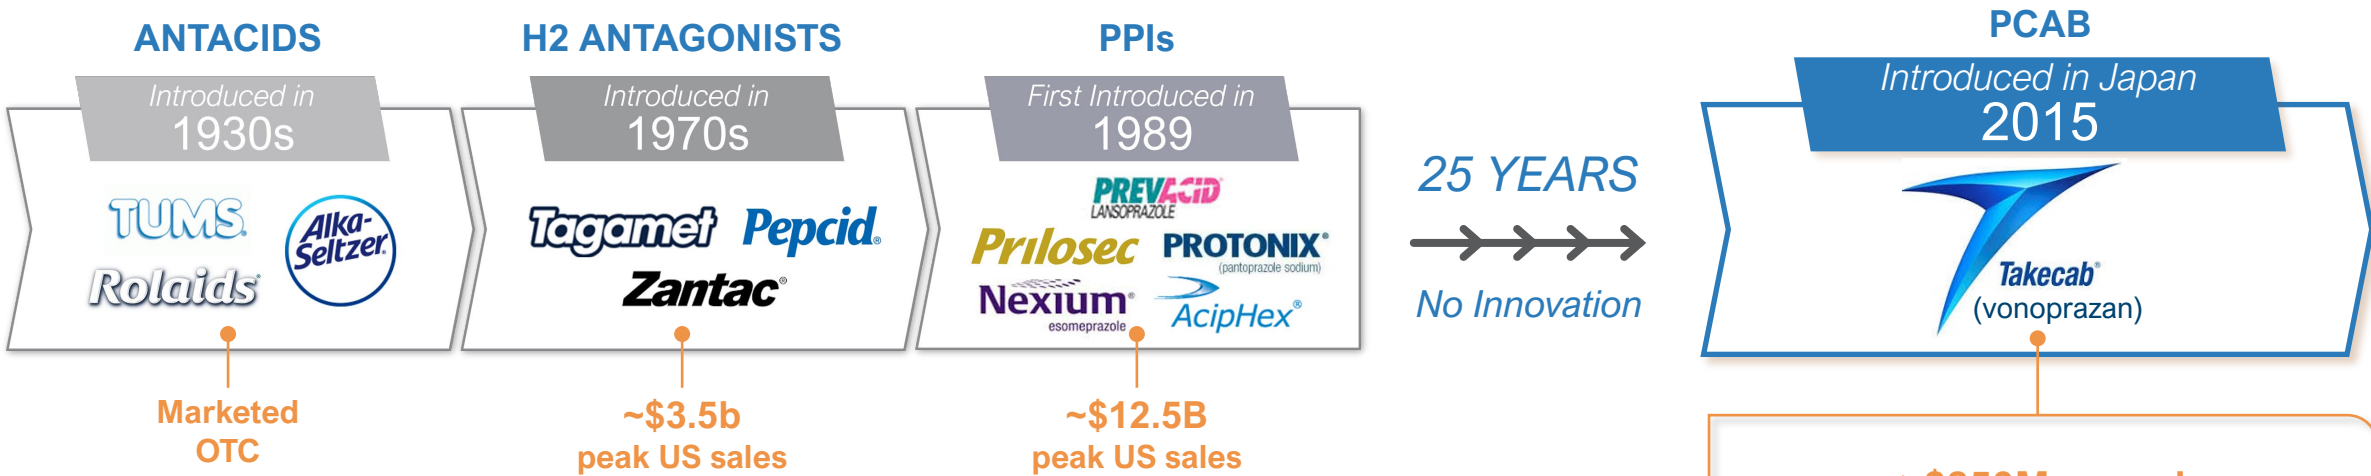 ANTACIDS
Introduced in
1930s
TUMS
Alka-
Seltzer
Rolaids
Marketed
OTC
H2 ANTAGONISTS
Introduced in
1970s
Tagamet
Pepcid®
Zantac®
~$3.5b
peak US sales
PPIs
First Introduced in
1989
PREVACID
LANSOPRAZOLE
Prilosec
PROTONIX®
(pantoprazole sodium)
Nexium®
esomeprazole
AcipHex®
~$12.5B
peak US sales
25 YEARS
No Innovation
PCAB
Introduced in Japan
2015
Takecab®
(vonoprazan)